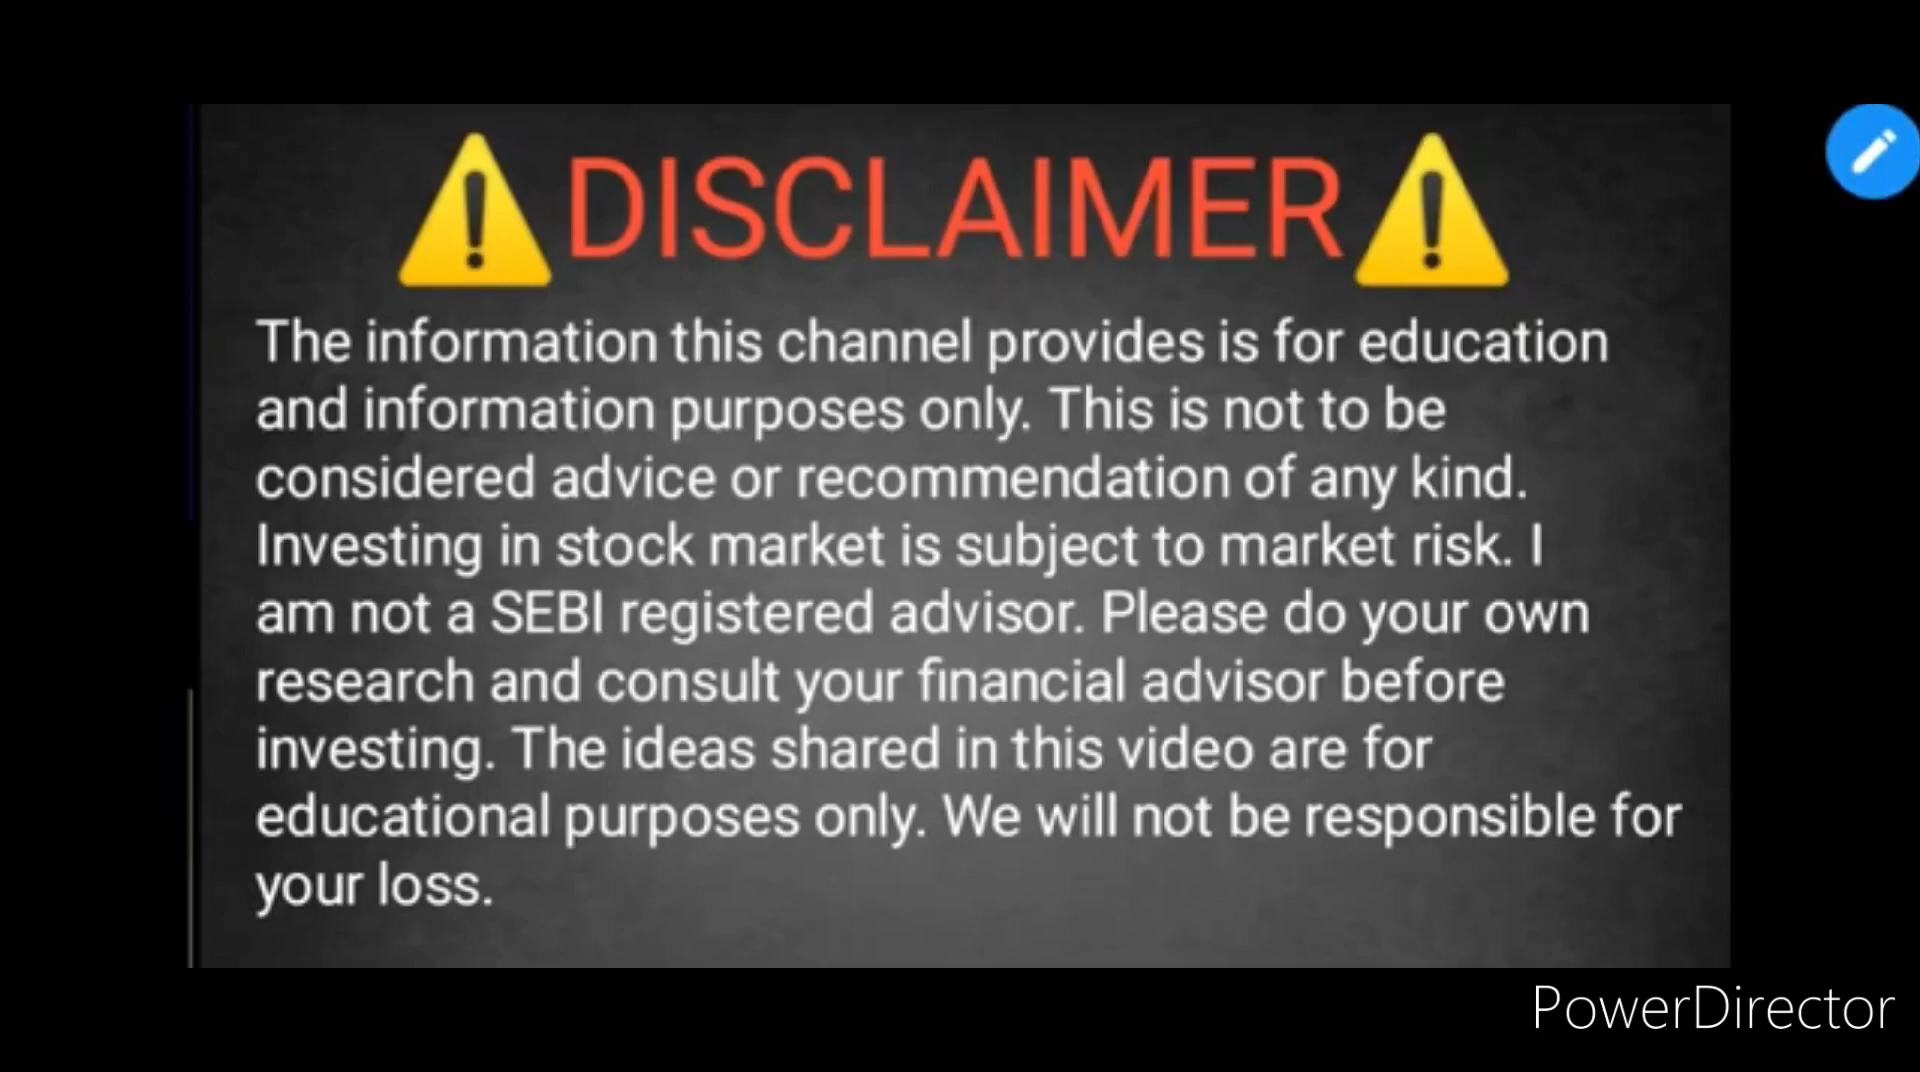 ⚠DISCLAIMER⚠
The information this channel provides is for education
and information purposes only. This is not to be
considered advice or recommendation of any kind.
Investing in stock market is subject to market risk. I
am not a SEBI registered advisor. Please do your own
research and consult your financial advisor before
investing. The ideas shared in this video are for
educational purposes only. We will not be responsible for
your loss.
PowerDirector